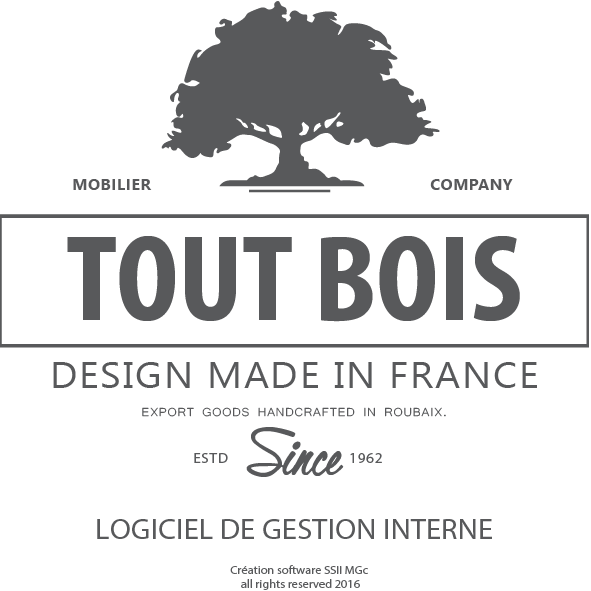 MOBILIER COMPANY
TOUT BOIS
DESIGN MADE IN FRANCE
EXPORT GOODS HANDCRAFTED IN ROUBAIX.
ESTD Since 1962
LOGICIEL DE GESTION INTERNE
Création software SSII MGc
all rights reserved 2016